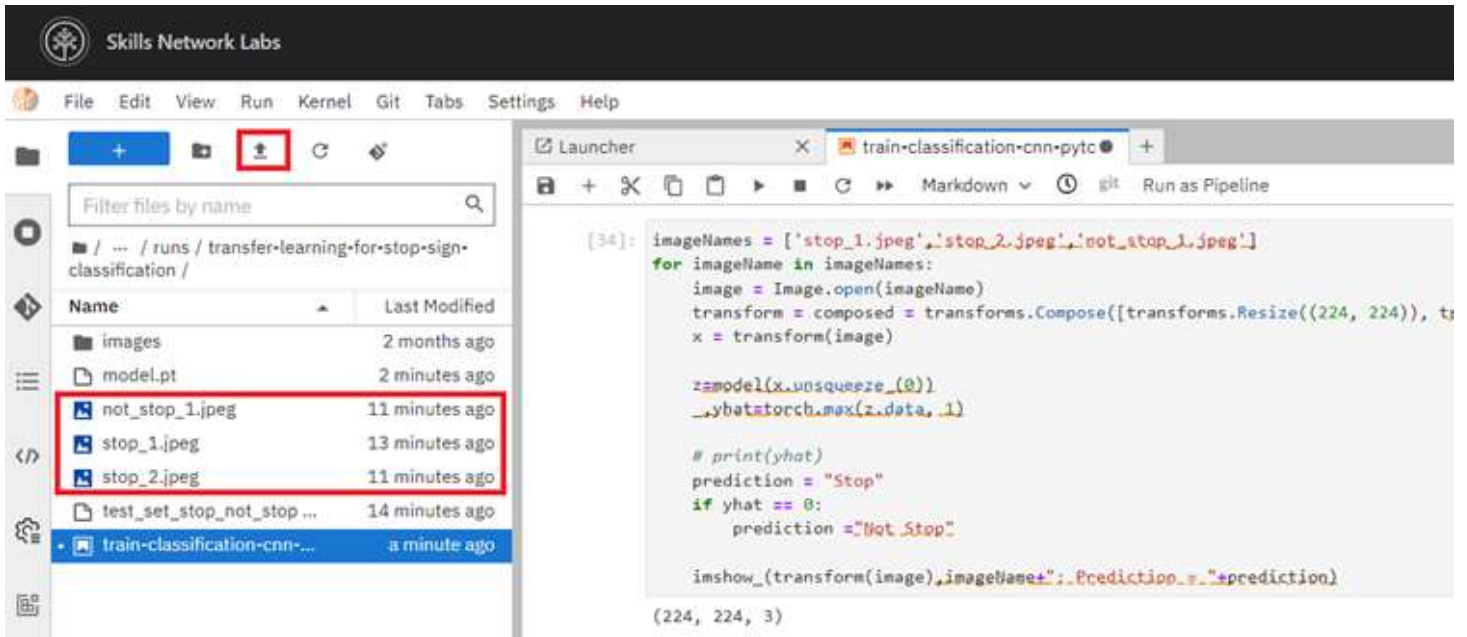 Skills Network Labs
File Edit View Run Kernel Git Tabs Settings Help
+
Filter files by name
/ ... / runs / transfer-learning-for-stop-sign-
classification /
Name Last Modified
images 2 months ago
model.pt 2 minutes ago
not_stop_1.jpeg 11 minutes ago
stop_1.jpeg 13 minutes ago
stop_2.jpeg 11 minutes ago
test_set_stop_not_stop ... 14 minutes ago
train-classification-cnn-... a minute ago
Launcher × train-classification-cnn-pytc +
Markdown git Run as Pipeline
[34]: imageNames = ['stop_1.jpeg','stop_2.jpeg','not_stop_1.jpeg']
for imageName in imageNames:
    image = Image.open(imageName)
    transform = composed = transforms.Compose([transforms.Resize((224, 224)),
    x = transform(image)
    z=model(x.unsqueeze_(0))
    _,yhat=torch.max(z.data, 1)
    # print(yhat)
    prediction = "Stop"
    if yhat == 0:
        prediction ="Not Stop"
    imshow_(transform(image),imageName+": Prediction = "+prediction)
(224, 224, 3)